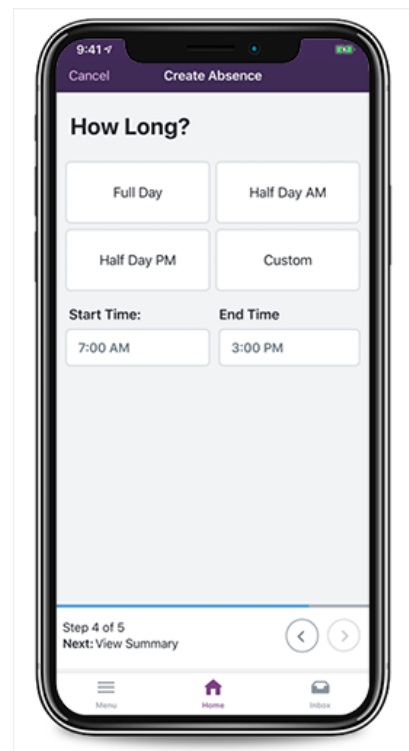 9:41
Cancel Create Absence
How Long?
Full Day Half Day AM
Half Day PM Custom
Start Time: End Time
7:00 AM 3:00 PM
Step 4 of 5
Next: View Summary
Menu Home Inbox